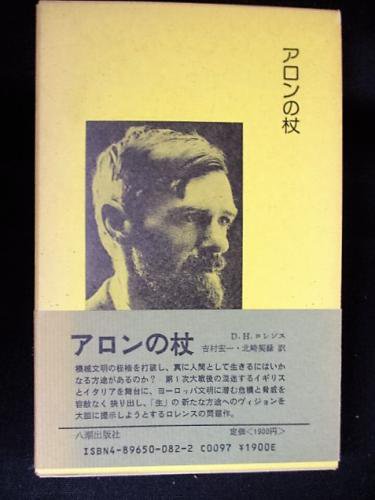 アロンの杖
アロンの杖
D.H.ロレンス
吉村宏一・北崎契縁 訳
機械文明の桎梏を打破し、真に人間として生きるにはいか
なる方途があるのか? 第1次大戦後の混迷するイギリス
とイタリアを舞台に、ヨーロッパ文明に潜む危機と脅威を
容赦なく抉り出し、「生」の新たな方途へのヴィジョンを
大胆に提示しようとするロレンスの問題作。
八潮出版社
定価<1900円>
ISBN4-89650-082-2 C0097 ¥1900E